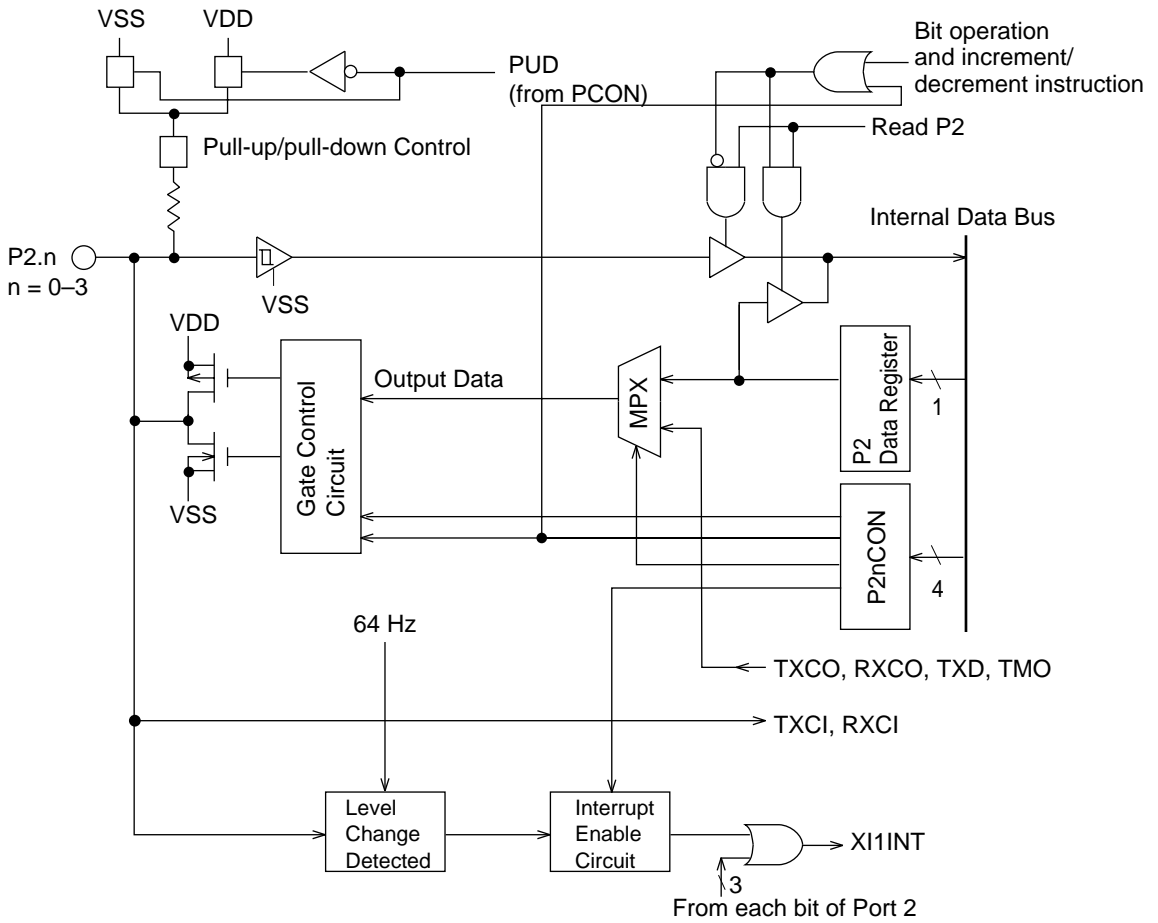 VSS
VDD
PUD
(from PCON)
Bit operation
and increment/
decrement instruction
Read P2
Pull-up/pull-down Control
Internal Data Bus
P2.n
n = 0–3
VSS
VDD
VSS
Gate Control
Circuit
Output Data
MPX
P2
Data Register
1
P2nCON
4
64 Hz
TXCO, RXCO, TXD, TMO
TXCI, RXCI
Level
Change
Detected
Interrupt
Enable
Circuit
XI1INT
3
From each bit of Port 2